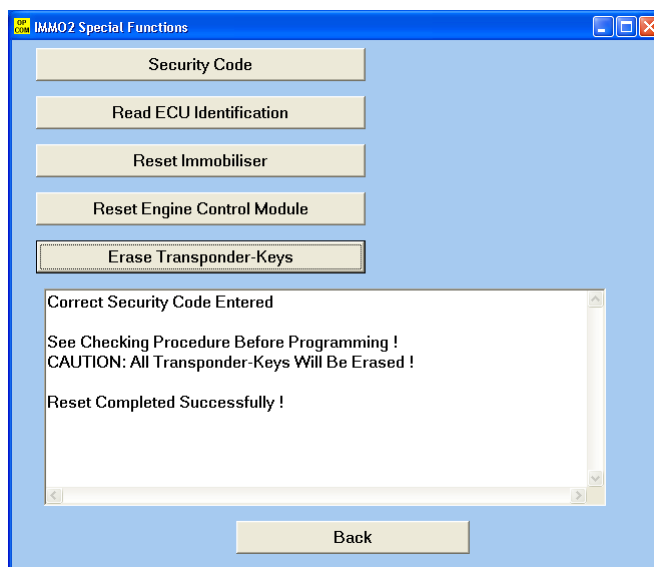 OP
COM
IMMO2 Special Functions
Security Code
Read ECU Identification
Reset Immobiliser
Reset Engine Control Module
Erase Transponder-Keys
Correct Security Code Entered
See Checking Procedure Before Programming !
CAUTION: All Transponder-Keys Will Be Erased !
Reset Completed Successfully !
Back